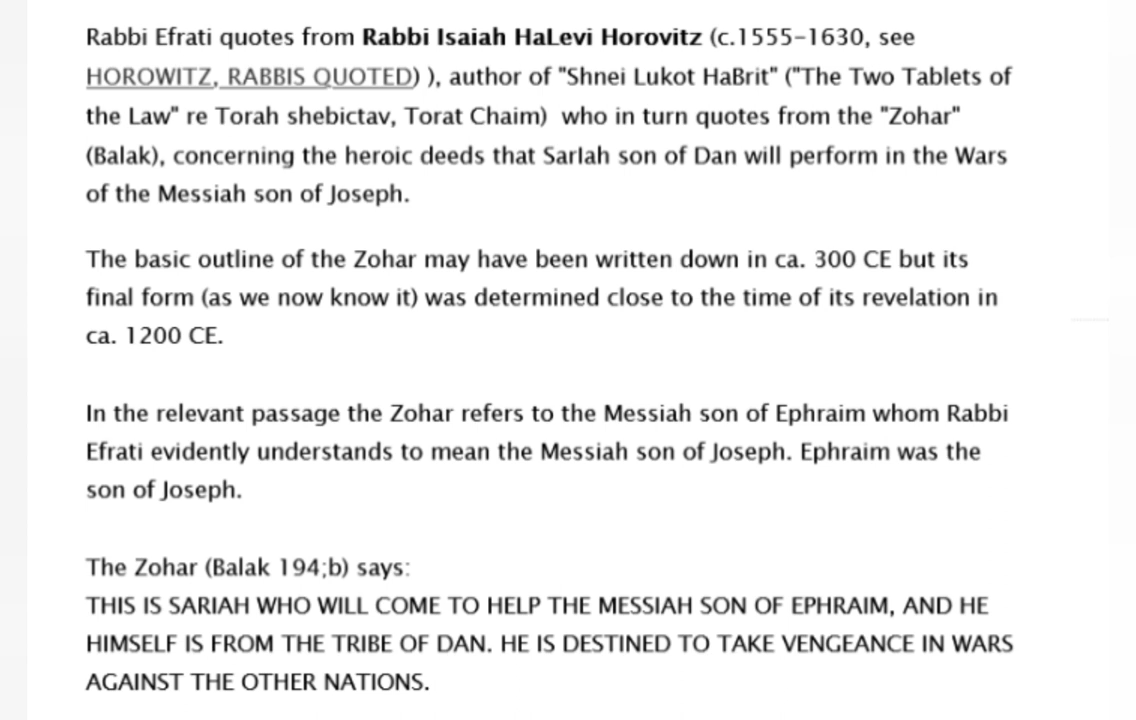 Rabbi Efrati quotes from Rabbi Isaiah HaLevi Horovitz (c.1555-1630, see
HOROWITZ, RABBIS QUOTED) ), author of "Shnei Lukot HaBrit" ("The Two Tablets of
the Law" re Torah shebictav, Torat Chaim)  who in turn quotes from the "Zohar"
(Balak), concerning the heroic deeds that Sarlah son of Dan will perform in the Wars
of the Messiah son of Joseph.
The basic outline of the Zohar may have been written down in ca. 300 CE but its
final form (as we now know it) was determined close to the time of its revelation in
ca. 1200 CE.
In the relevant passage the Zohar refers to the Messiah son of Ephraim whom Rabbi
Efrati evidently understands to mean the Messiah son of Joseph. Ephraim was the
son of Joseph.
The Zohar (Balak 194;b) says:
THIS IS SARIAH WHO WILL COME TO HELP THE MESSIAH SON OF EPHRAIM, AND HE
HIMSELF IS FROM THE TRIBE OF DAN. HE IS DESTINED TO TAKE VENGEANCE IN WARS
AGAINST THE OTHER NATIONS.